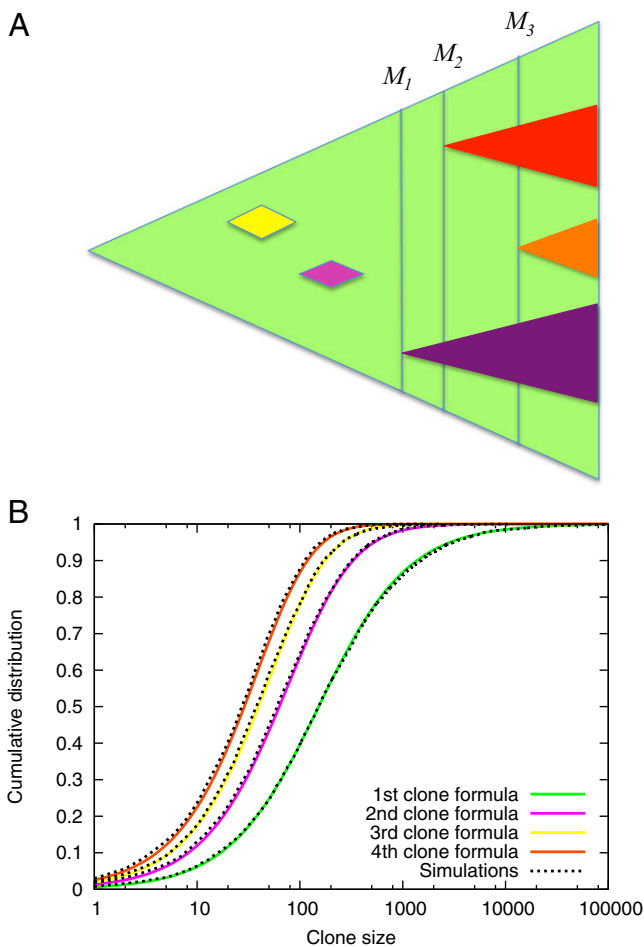 A
M1
M2
M3
B
1
0.9
0.8
0.7
0.6
0.5
0.4
0.3
0.2
0.1
0
Cumulative distribution
1st clone formula
2nd clone formula
3rd clone formula
4th clone formula
Simulations
1 10 100 1000 10000 100000
Clone size